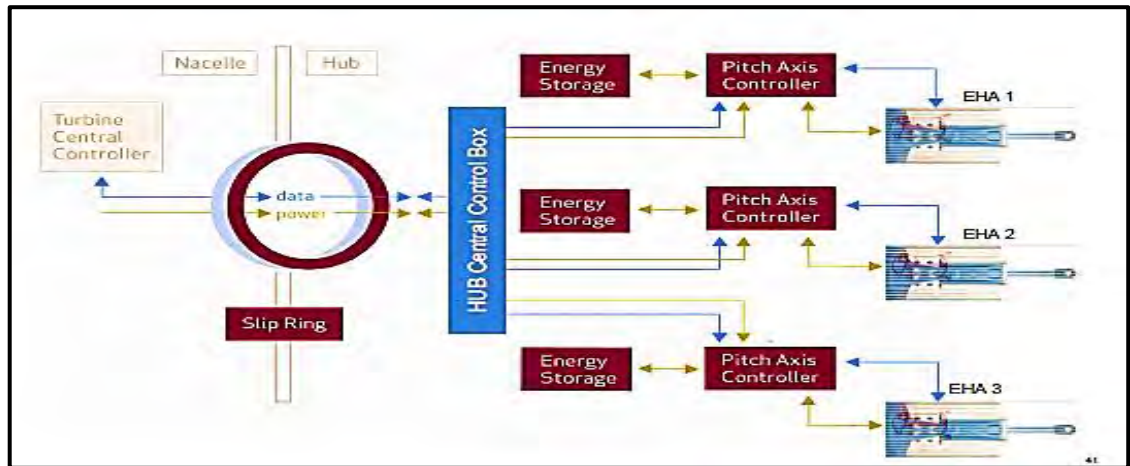 Nacelle
Hub
Turbine
Central
Controller
data
power
Slip Ring
HUB Central Control Box
Energy
Storage
Pitch Axis
Controller
EHA 1
Energy
Storage
Pitch Axis
Controller
EHA 2
Energy
Storage
Pitch Axis
Controller
EHA 3